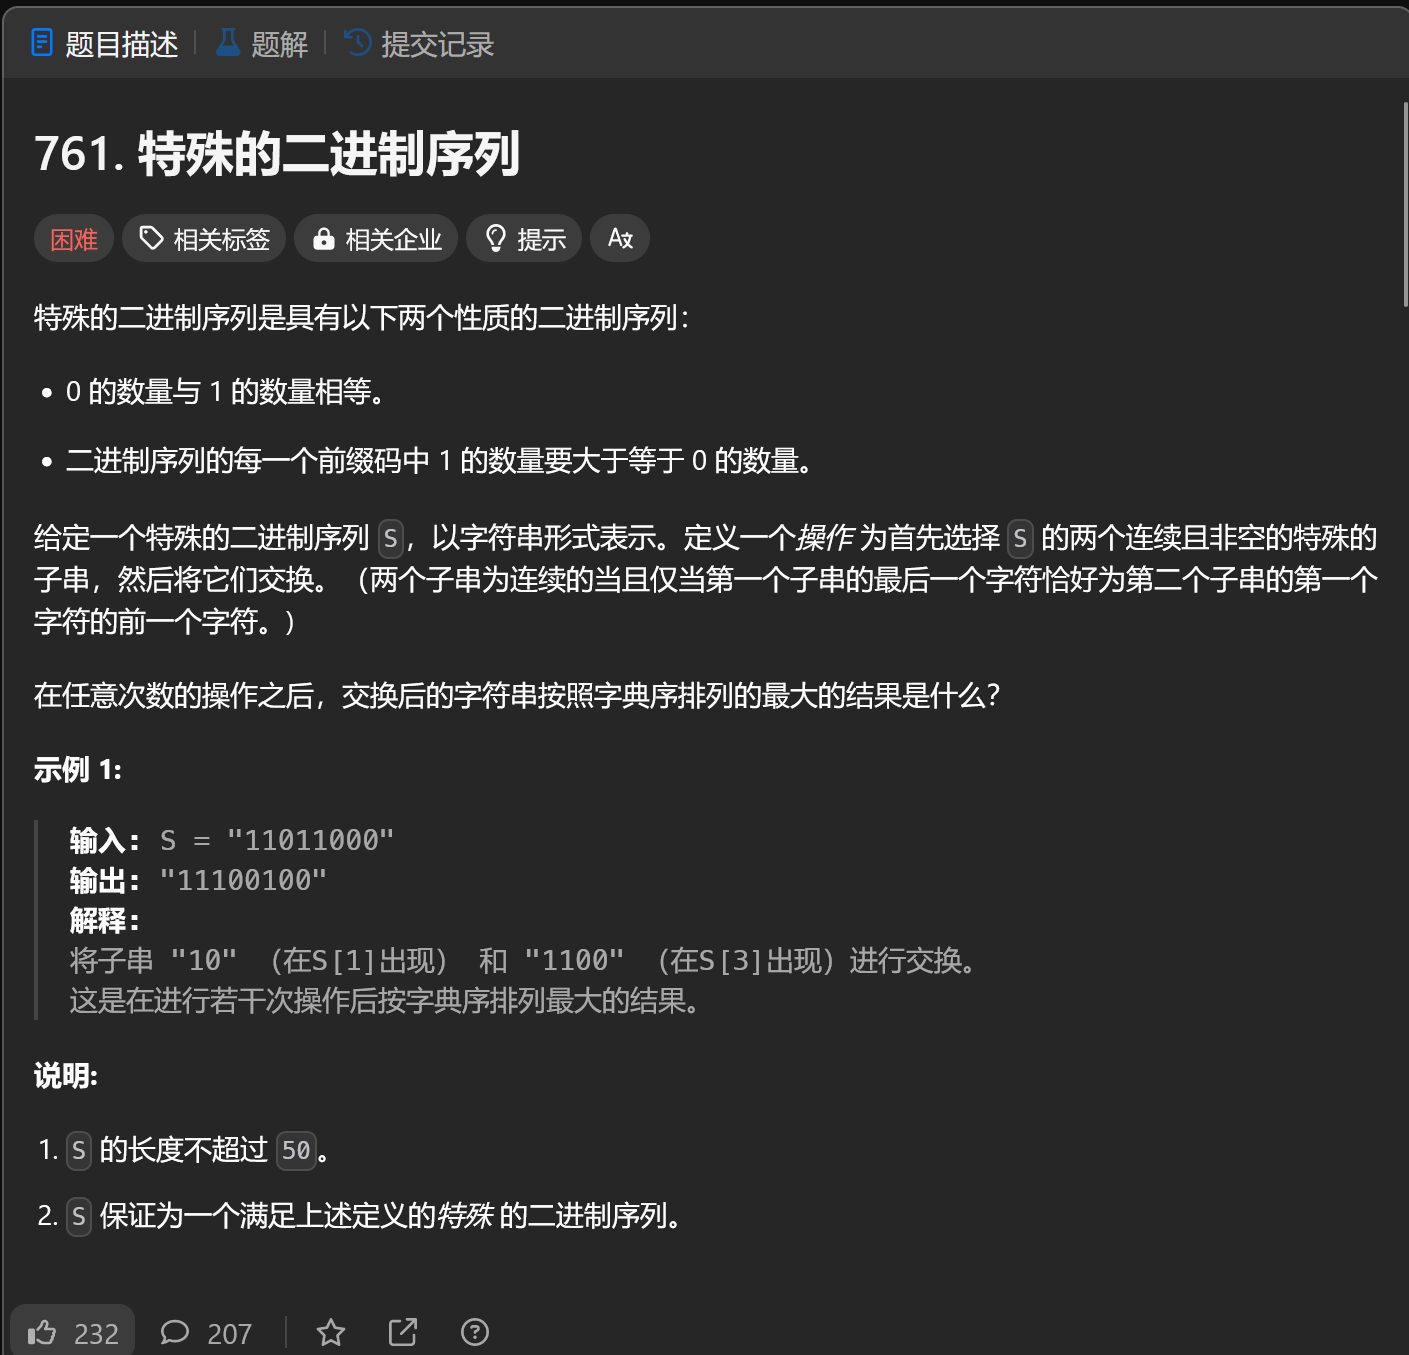 题目描述 题解 提交记录
761. 特殊的二进制序列
困难 相关标签 相关企业 提示
特殊的二进制序列是具有以下两个性质的二进制序列：
• 0 的数量与 1 的数量相等。
• 二进制序列的每一个前缀码中 1 的数量要大于等于 0 的数量。
给定一个特殊的二进制序列 S，以字符串形式表示。定义一个操作 为首先选择 S 的两个连续且非空的特殊的
子串，然后将它们交换。（两个子串为连续的当且仅当第一个子串的最后一个字符恰好为第二个子串的第一个
字符的前一个字符。)
在任意次数的操作之后，交换后的字符串按照字典序排列的最大的结果是什么？
示例 1:
输入: S = "11011000"
输出: "11100100"
解释:
将子串 "10" （在S[1]出现） 和 "1100" （在S[3]出现）进行交换。
这是在进行若干次操作后按字典序排列最大的结果。
说明:
1. S 的长度不超过 50。
2. S 保证为一个满足上述定义的特殊 的二进制序列。
232 207